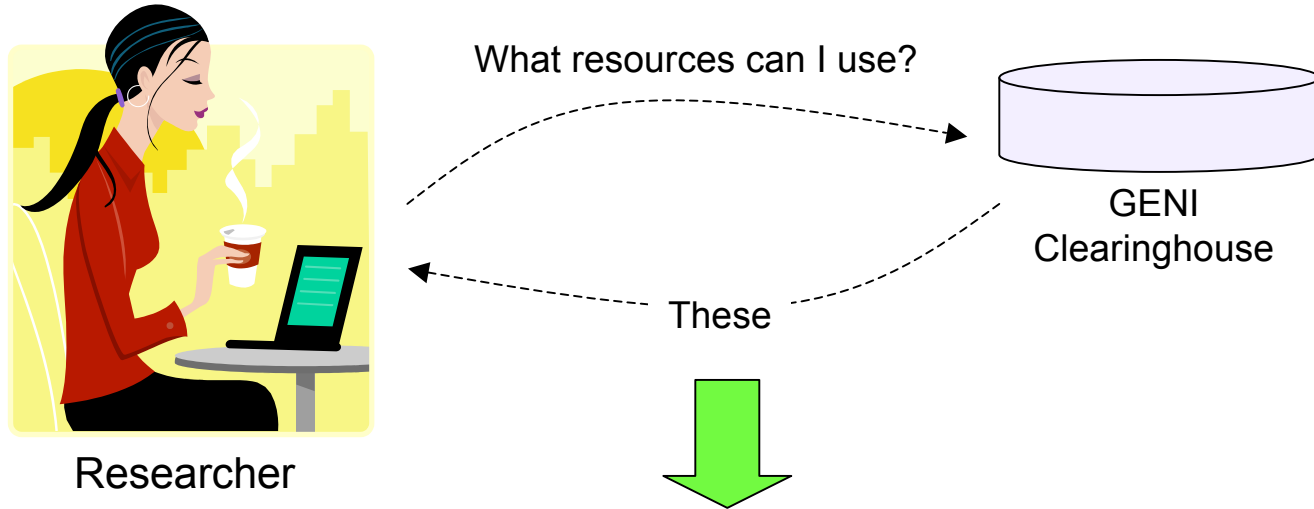 What resources can I use?
GENI
Clearinghouse
These
Researcher